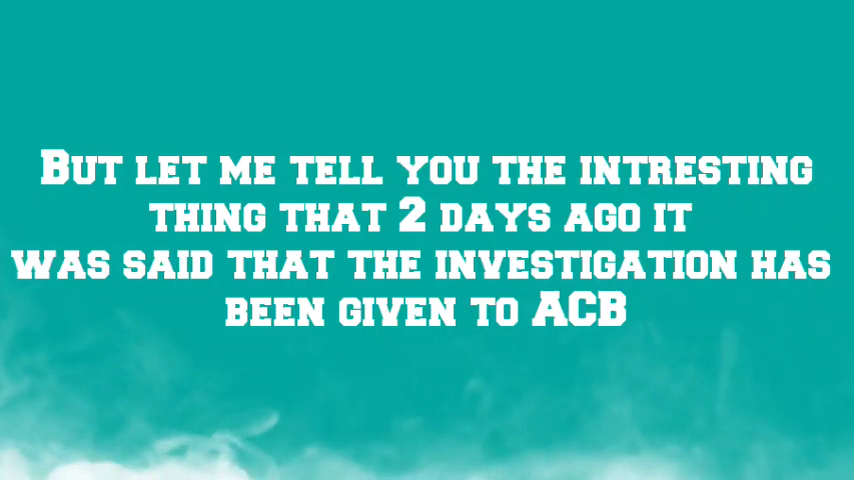 But let me tell you the intresting
thing that 2 days ago it
was said that the investigation has
been given to ACB